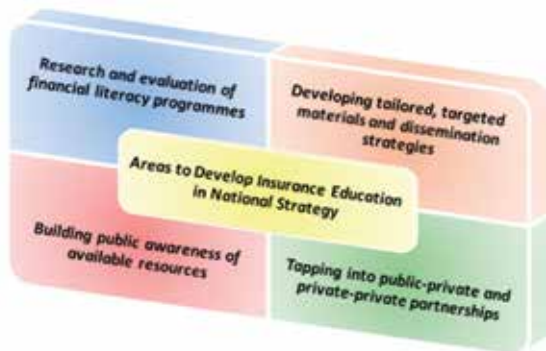 Research and evaluation of
financial literacy programmes
Developing tailored, targeted
materials and dissemination
strategies
Areas to Develop Insurance Education
in National Strategy
Building public awareness of
available resources
Tapping into public-private and
private-private partnerships